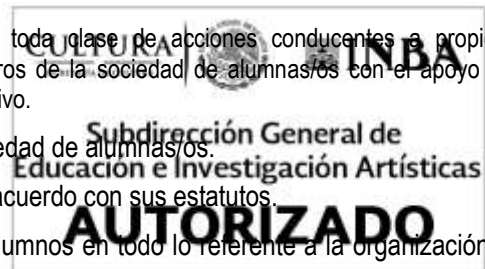 toda clase de acciones conducentes a propi
ros de la sociedad de alumnas/os con el apoyo
ivo.
edad de alumnas/os.
acuerdo con sus estatutos.
umnos en todo lo referente a la organización
CULTURA INBA
Subdirección General de
Educación e Investigación Artísticas
AUTORIZADO